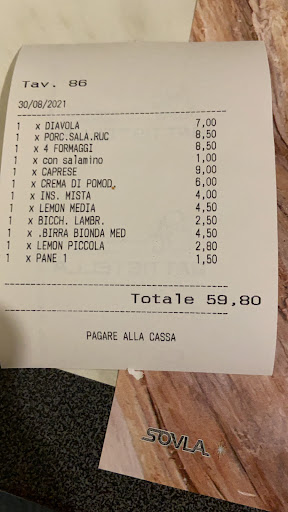 Tav. 86
30/08/2021
1 x DIAVOLA 7,00
1 x PORC.SALA.RUC 8,50
1 x 4 FORMAGGI 8,50
1 x con salamino 1,00
1 x CAPRESE 9,00
1 x CREMA DI POMOD. 6,00
1 x INS. MISTA 4,00
1 x LEMON MEDIA 4,50
1 x BICCH. LAMBR. 2,50
1 x .BIRRA BIONDA MED 4,50
1 x LEMON PICCOLA 2,80
1 x PANE 1 1,50
Totale 59,80
PAGARE ALLA CASSA
SOVLA